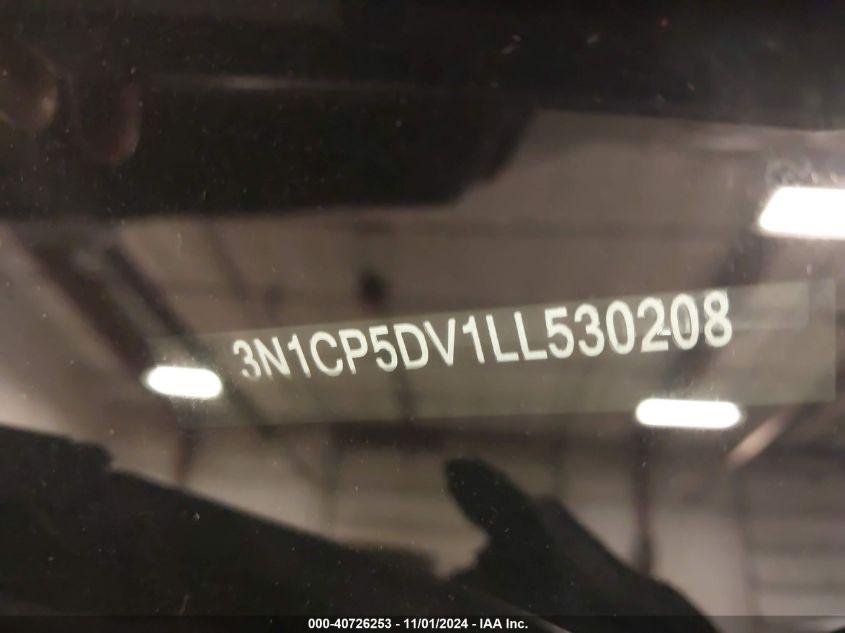 3N1CP5DV1LL530208
000-40726253 - 11/01/2024 - IAA Inc.